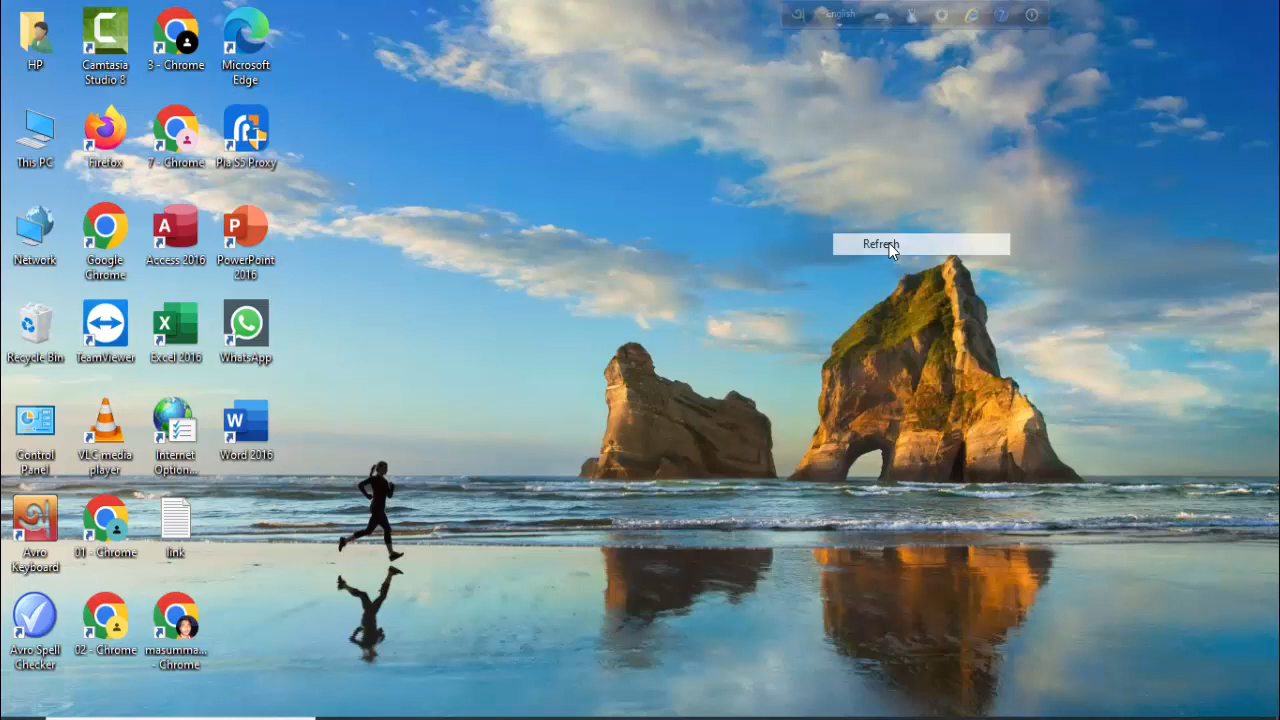 English
HP
Camtasia
Studio 8
3 - Chrome
Microsoft
Edge
This PC
Firefox
7 - Chrome
Pia S5 Proxy
Refresh
Network
Google
Chrome
Access 2016
PowerPoint
2016
Recycle Bin
TeamViewer
Excel 2016
WhatsApp
Control
Panel
VLC media
player
Internet
Option...
Word 2016
Avro
Keyboard
01 - Chrome
link
Avro Spell
Checker
02 - Chrome
masumma...
- Chrome